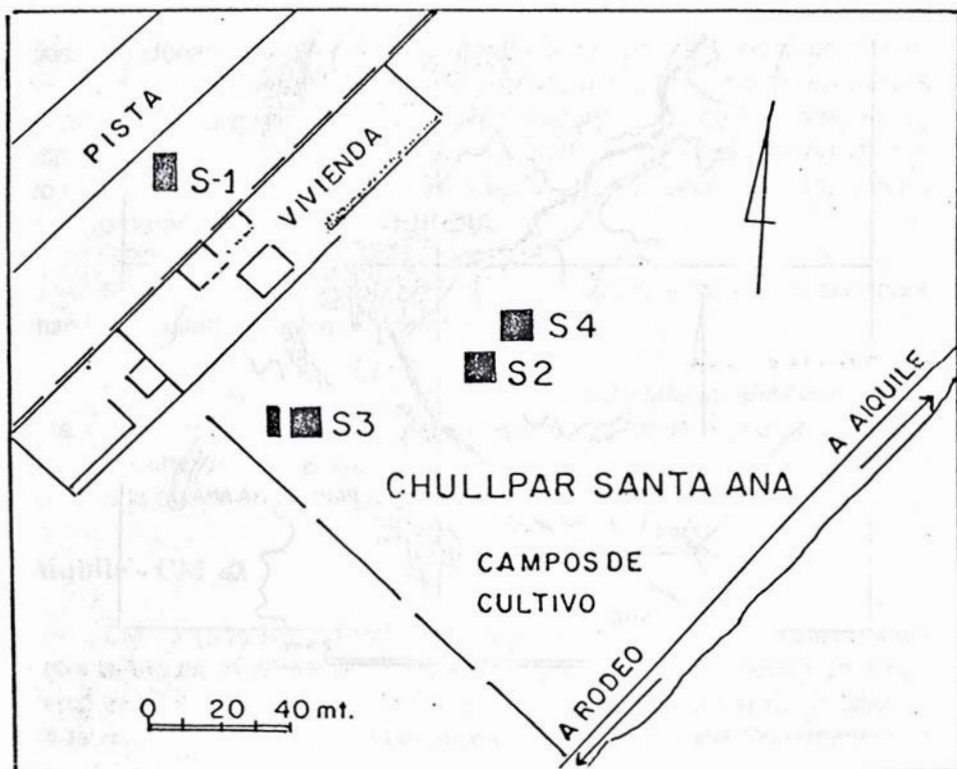 PISTA
S-1
VIVIENDA
S4
S2
S3
A AIQUILE
CHULLPAR SANTA ANA
CAMPOS DE
CULTIVO
A RODEO
0 20 40 mt.